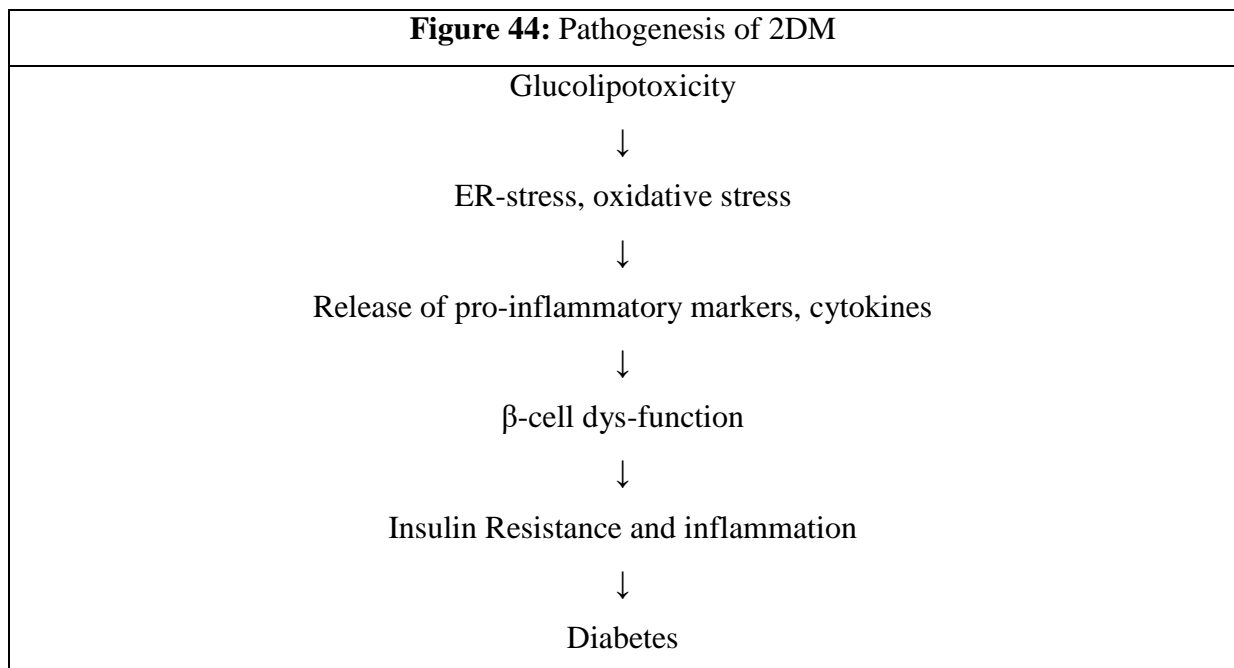 Figure 44: Pathogenesis of 2DM
Glucolipotoxicity
↓
ER-stress, oxidative stress
↓
Release of pro-inflammatory markers, cytokines
↓
β-cell dys-function
↓
Insulin Resistance and inflammation
↓
Diabetes